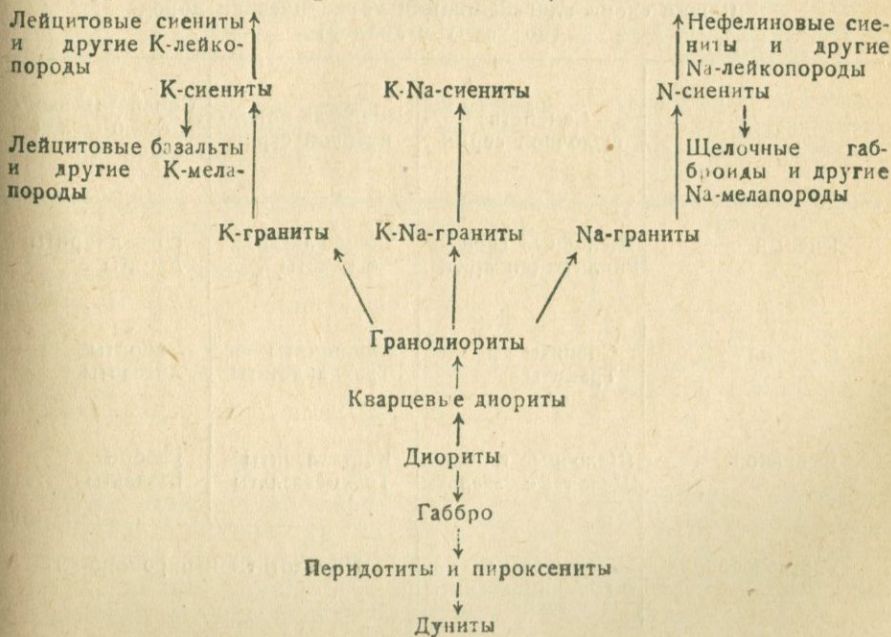 Лейцитовые сиениты
и другие К-лейко-
породы
К-сиениты
Лейцитовые базальты
и другие К-мела-
породы
К-Na-сиениты
Нефелиновые сие-
ниты и другие
Na-лейкопороды
N-сиениты
Щелочные габ-
броиды и другие
Na-мелапороды
К-граниты
К-Na-граниты
Na-граниты
Гранодиориты
Кварцевые диориты
Диориты
Габбро
Перидотиты и пироксениты
Дуниты